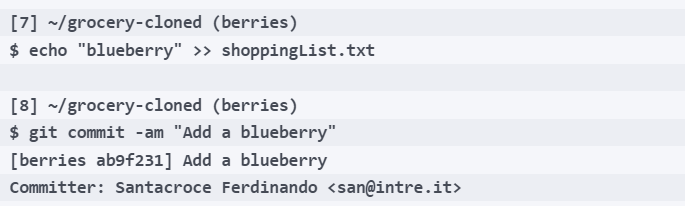 [7] ~/grocery-cloned (berries)
$ echo "blueberry" >> shoppingList.txt
[8] ~/grocery-cloned (berries)
$ git commit -am "Add a blueberry"
[berries ab9f231] Add a blueberry
Committer: Santacroce Ferdinando <san@intre.it>